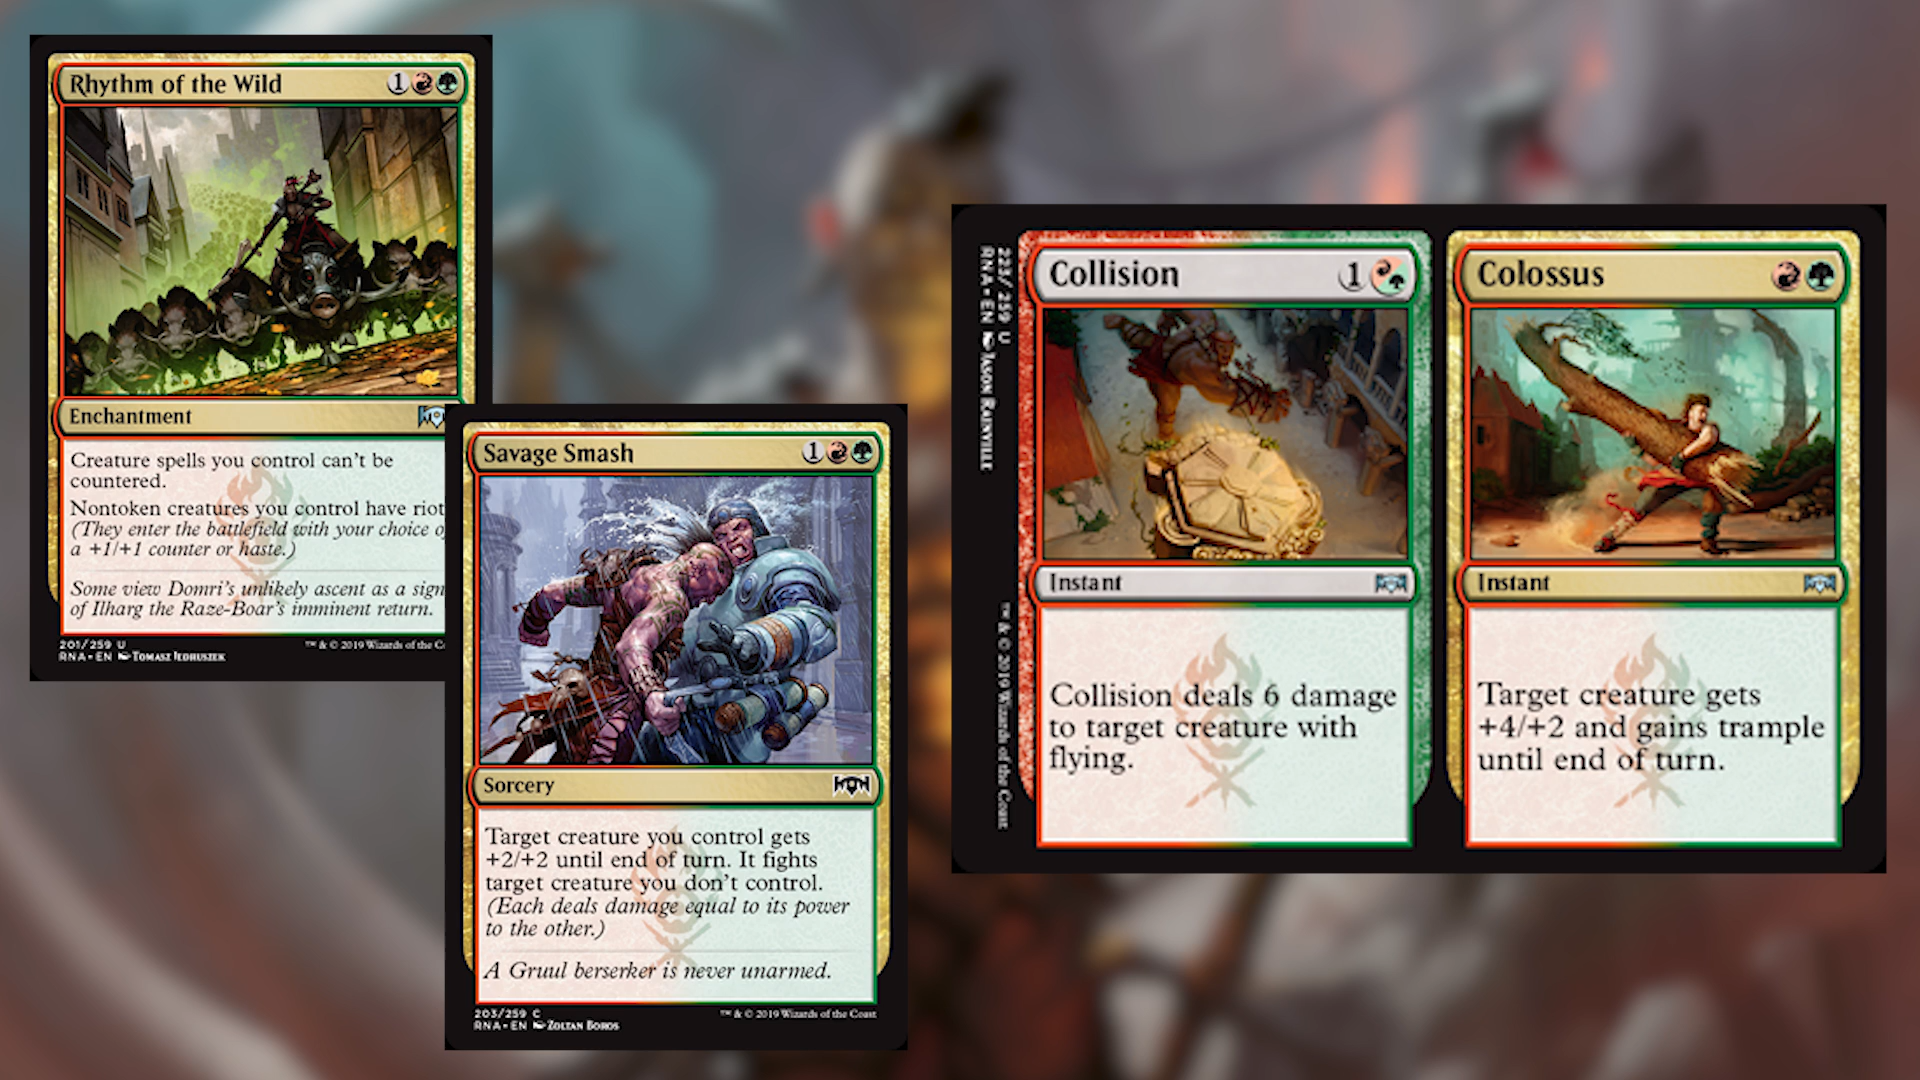 Rhythm of the Wild 1
Enchantment
Creature spells you control can't be
countered.
Nontoken creatures you control have riot
(They enter the battlefield with your choice
a +1/+1 counter or haste.)
Some view Domri's unlikely ascent as a sign
of Ilharg the Raze-Boar's imminent return.
201/259 U
RNA • EN TOMASZ JEDRUSZEK
™ & © 2019 Wizards of the
Savage Smash 1
Sorcery
Target creature you control gets
+2/+2 until end of turn. It fights
target creature you don't control.
(Each deals damage equal to its power
to the other.)
A Gruul berserker is never unarmed.
203/259 C
RNA • EN ZOLTAN BOROS
™ & © 2019 Wizards of the Coast
Collision 1
Instant
Collision deals 6 damage
to target creature with
flying.
223/259 U
RNA • EN JASON RAINVILLE
™ & © 2019 Wizards of the Coast
Colossus
Instant
Target creature gets
+4/+2 and gains trample
until end of turn.